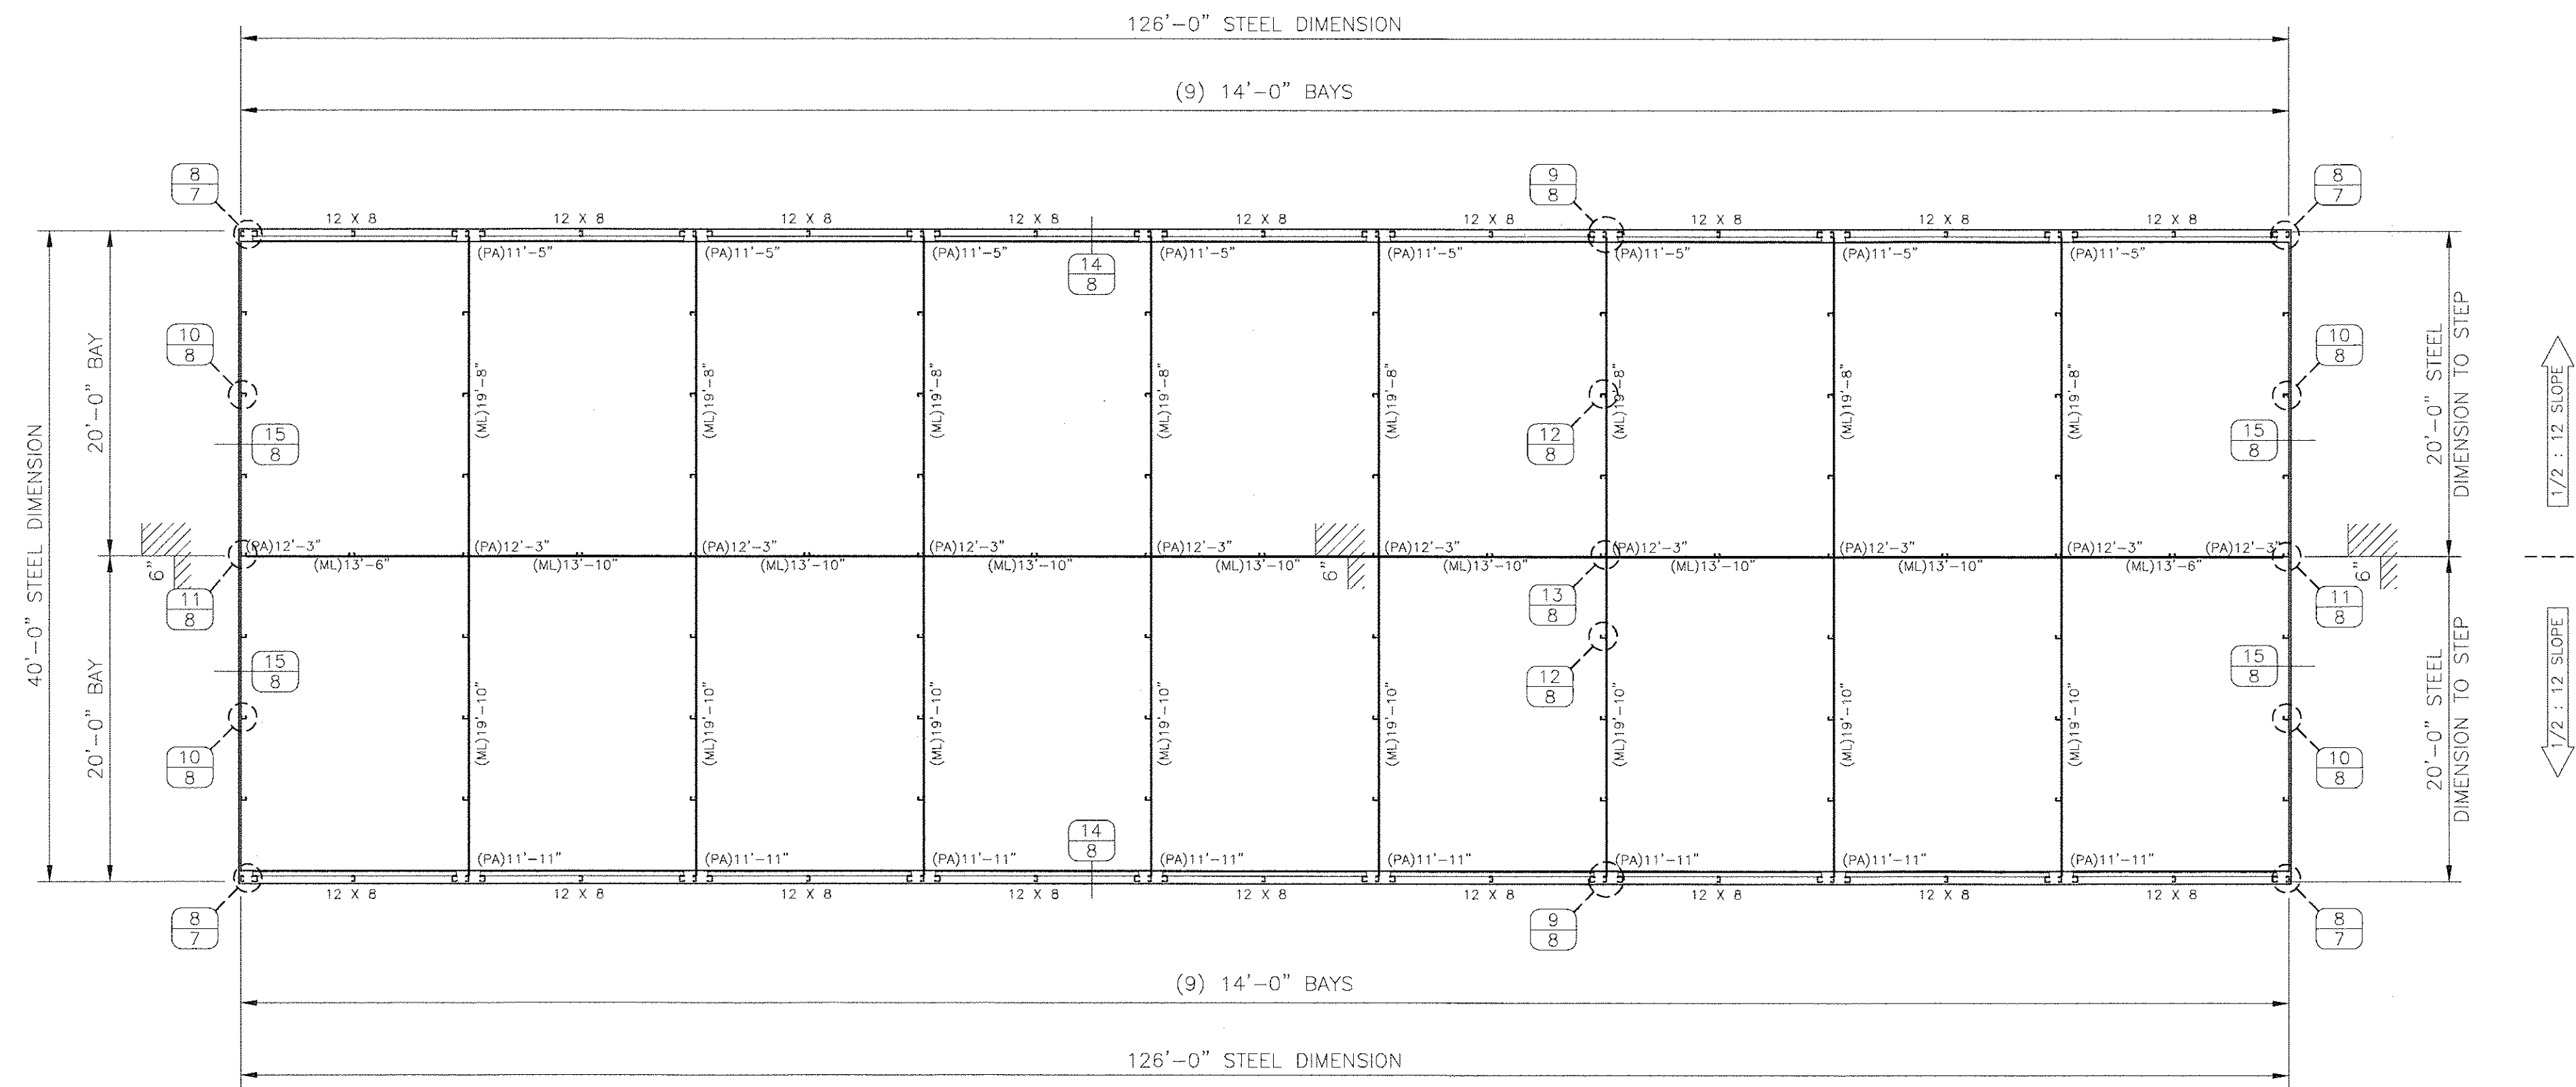 126'-0" STEEL DIMENSION
(9) 14'-0" BAYS
8
7
9
8
8
7
12 X 8 12 X 8 12 X 8 12 X 8 12 X 8 12 X 8 12 X 8 12 X 8 12 X 8
(PA)11'-5" (PA)11'-5" (PA)11'-5" (PA)11'-5" (PA)11'-5" (PA)11'-5" (PA)11'-5" (PA)11'-5"
14
8
40'-0" STEEL DIMENSION
20'-0" BAY
10
8
(ML)19'-8" (ML)19'-8" (ML)19'-8" (ML)19'-8" (ML)19'-8" (ML)19'-8" (ML)19'-8" (ML)19'-8"
12
8
10
8
15
8
15
8
20'-0" STEEL
DIMENSION TO STEP
1/2 : 12 SLOPE
(PA)12'-3" (PA)12'-3" (PA)12'-3" (PA)12'-3" (PA)12'-3" (PA)12'-3" (PA)12'-3" (PA)12'-3" (PA)12'-3" (PA)12'-3"
(ML)13'-6" (ML)13'-10" (ML)13'-10" (ML)13'-10" (ML)13'-10" (ML)13'-10" (ML)13'-10" (ML)13'-10" (ML)13'-6"
6" 6" 6"
11
8
13
8
11
8
20'-0" BAY
15
8
12
8
15
8
(ML)19'-10" (ML)19'-10" (ML)19'-10" (ML)19'-10" (ML)19'-10" (ML)19'-10" (ML)19'-10" (ML)19'-10"
10
8
10
8
20'-0" STEEL
DIMENSION TO STEP
1/2 : 12 SLOPE
14
8
(PA)11'-11" (PA)11'-11" (PA)11'-11" (PA)11'-11" (PA)11'-11" (PA)11'-11" (PA)11'-11" (PA)11'-11"
12 X 8 12 X 8 12 X 8 12 X 8 12 X 8 12 X 8 12 X 8 12 X 8 12 X 8
8
7
9
8
8
7
(9) 14'-0" BAYS
126'-0" STEEL DIMENSION